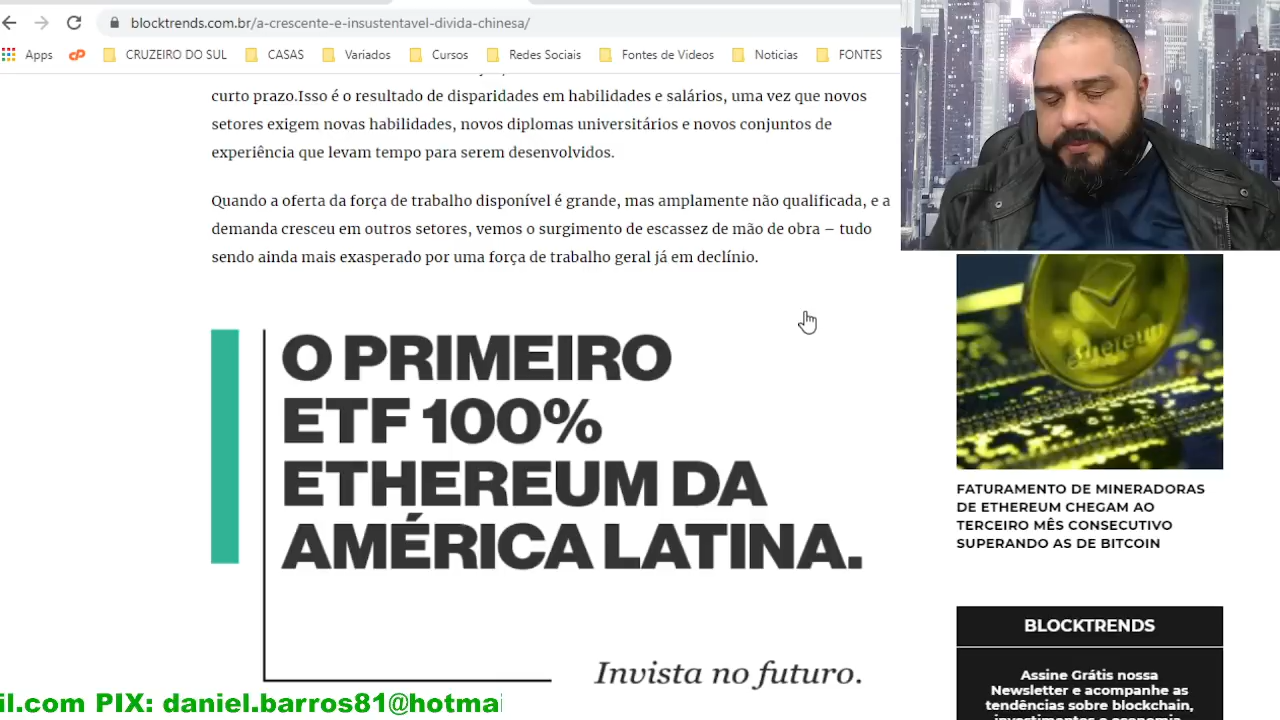 blocktrends.com.br/a-crescente-e-insustentavel-divida-chinesa/
Apps CRUZEIRO DO SUL CASAS Variados Cursos Redes Sociais Fontes de Videos Noticias FONTES
curto prazo.Isso é o resultado de disparidades em habilidades e salários, uma vez que novos
setores exigem novas habilidades, novos diplomas universitários e novos conjuntos de
experiência que levam tempo para serem desenvolvidos.
Quando a oferta da força de trabalho disponível é grande, mas amplamente não qualificada, e a
demanda cresceu em outros setores, vemos o surgimento de escassez de mão de obra – tudo
sendo ainda mais exasperado por uma força de trabalho geral já em declínio.
O PRIMEIRO
ETF 100%
ETHEREUM DA
AMÉRICA LATINA.
Invista no futuro.
ethereum
FATURAMENTO DE MINERADORAS
DE ETHEREUM CHEGAM AO
TERCEIRO MÊS CONSECUTIVO
SUPERANDO AS DE BITCOIN
BLOCKTRENDS
Assine Grátis nossa
Newsletter e acompanhe as
tendências sobre blockchain,
il.com PIX: daniel.barros81@hotmai